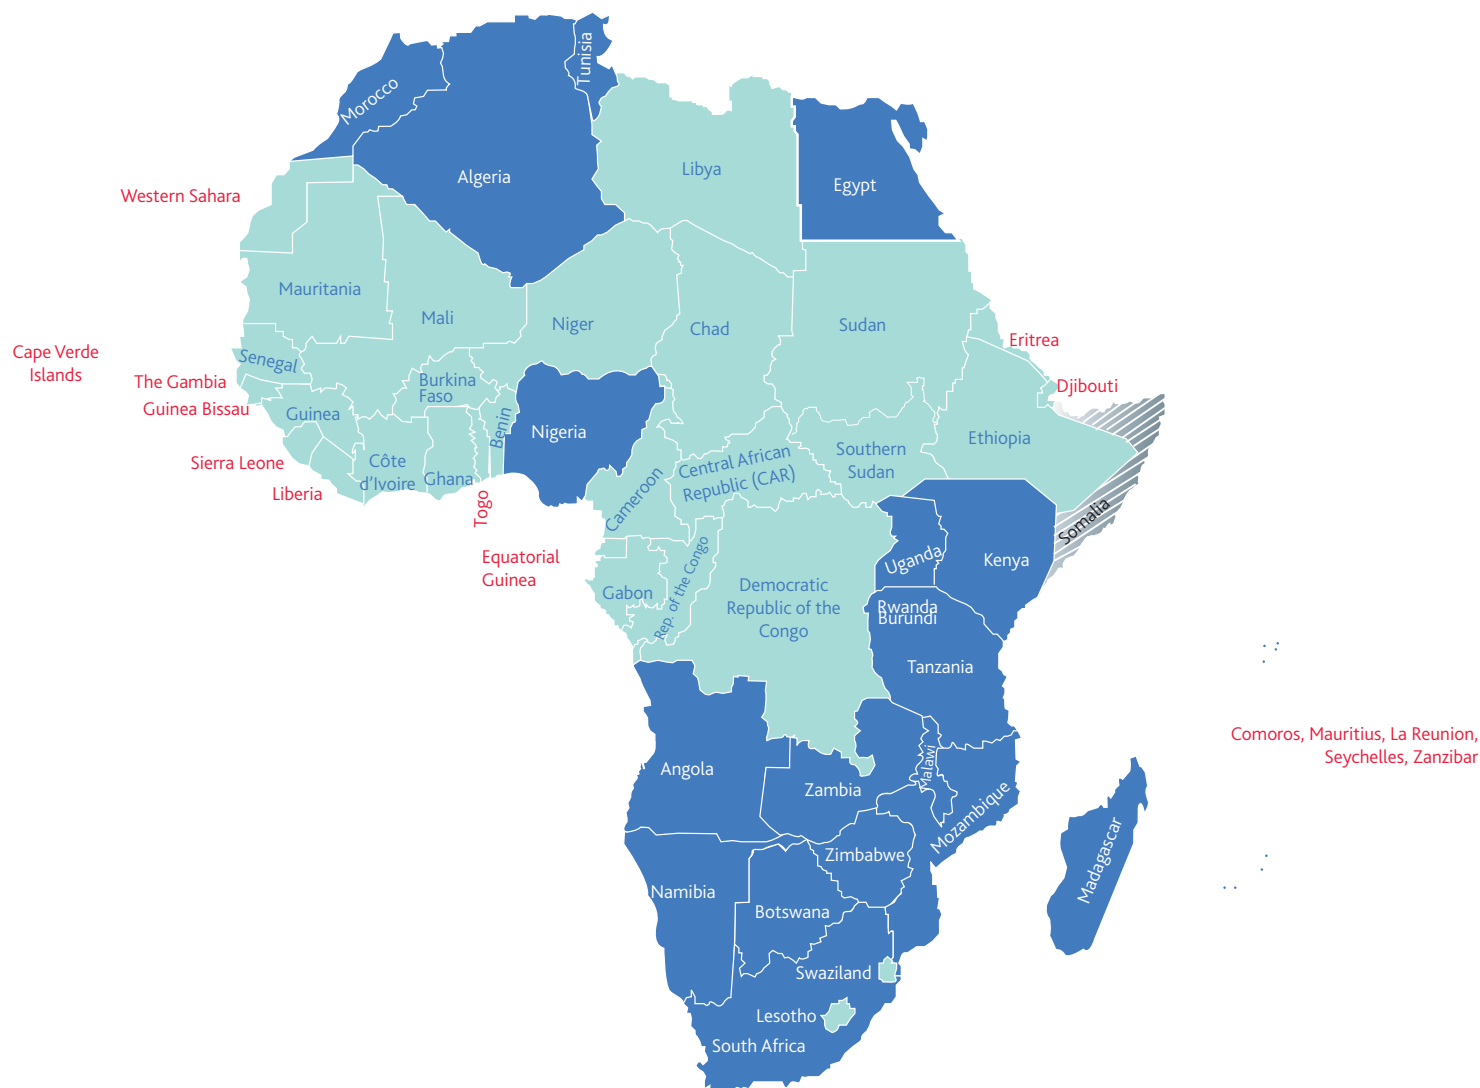 Tunisia
Morocco
Algeria
Libya
Egypt
Western Sahara
Mauritania
Mali
Niger
Chad
Sudan
Eritrea
Cape Verde
Islands
Senegal
The Gambia
Burkina
Faso
Djibouti
Guinea Bissau
Guinea
Benin
Nigeria
Ethiopia
Southern
Sudan
Sierra Leone
Côte
d'Ivoire
Ghana
Central African
Republic (CAR)
Liberia
Togo
Cameroon
Somalia
Equatorial
Guinea
Uganda
Kenya
Gabon
Rep. of the Congo
Democratic
Republic of the
Congo
Rwanda
Burundi
Tanzania
Comoros, Mauritius, La Reunion,
Seychelles, Zanzibar
Angola
Zambia
Malawi
Mozambique
Zimbabwe
Madagascar
Namibia
Botswana
Swaziland
Lesotho
South Africa